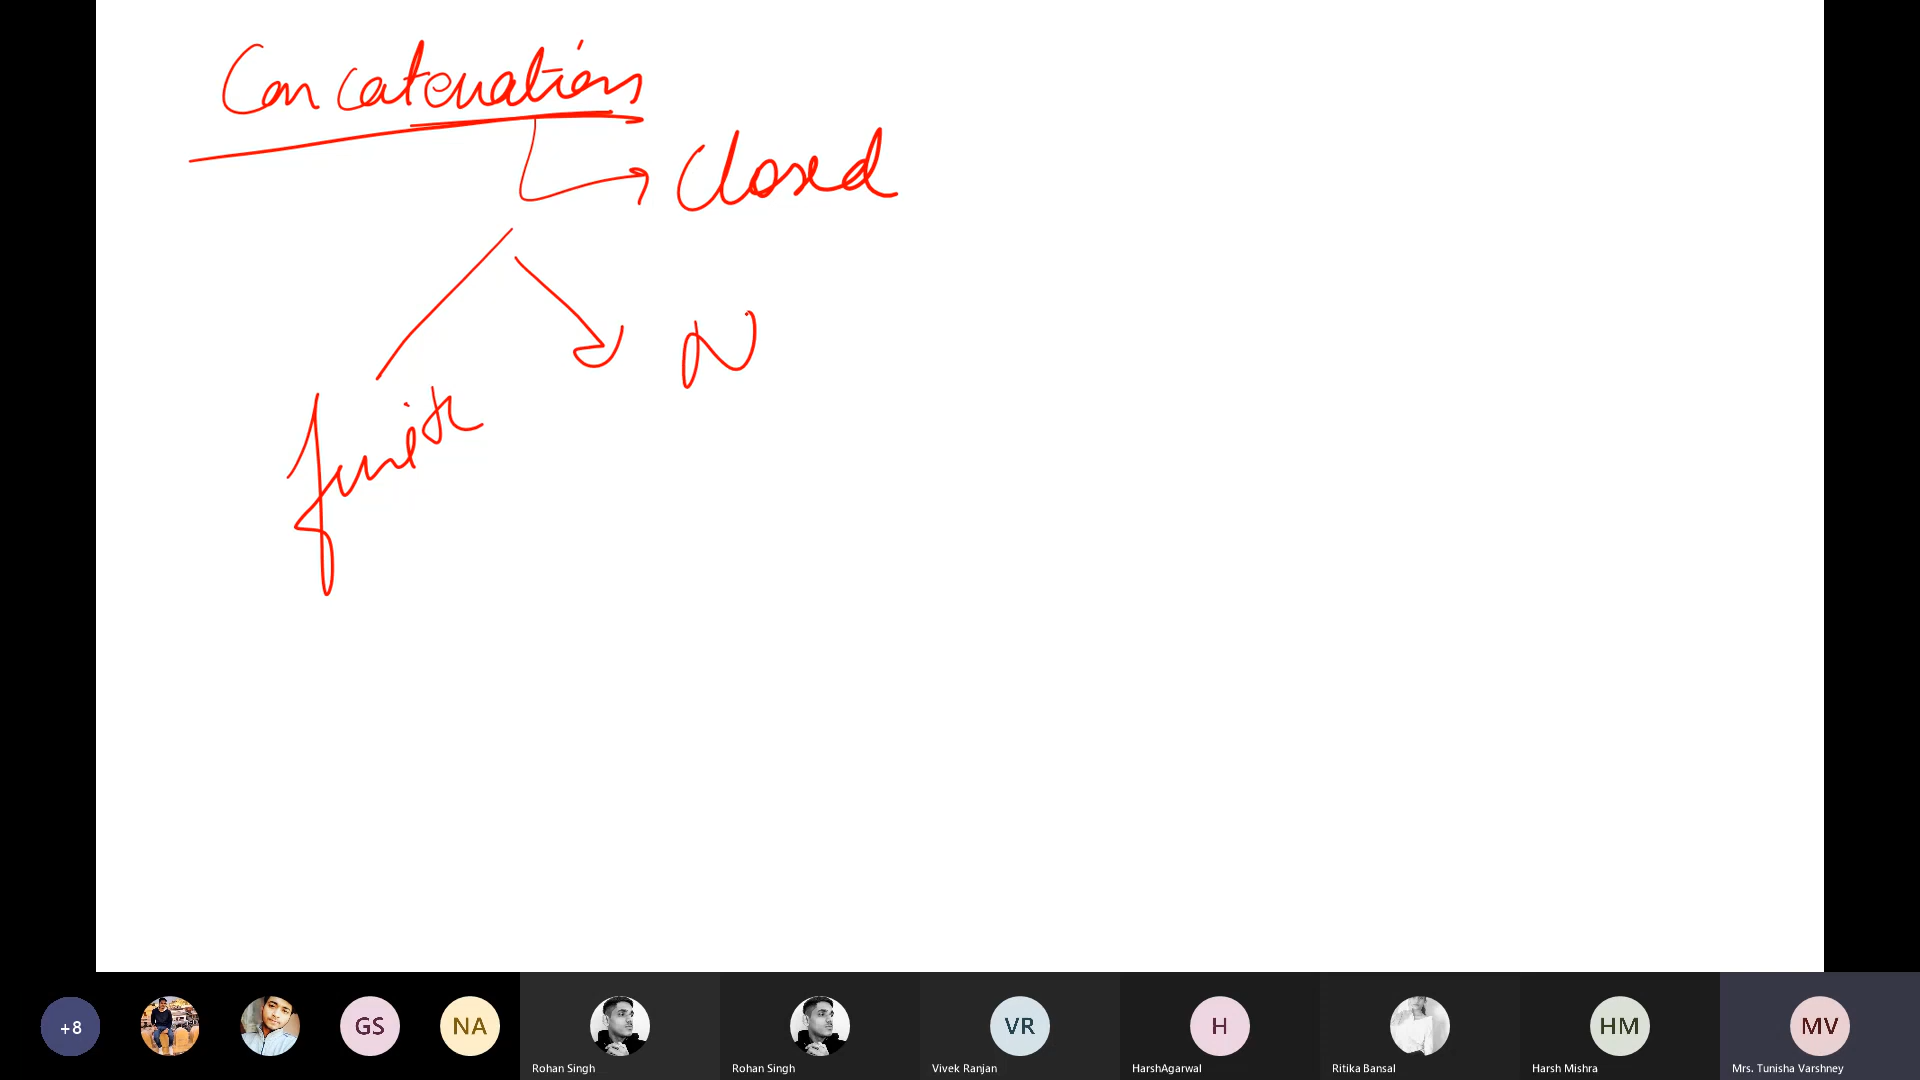 Concatenation
Closed
N
finite
+8
GS
NA
VR
H
HM
MV
Rohan Singh
Rohan Singh
Vivek Ranjan
HarshAgarwal
Ritika Bansal
Harsh Mishra
Mrs. Tunisha Varshney